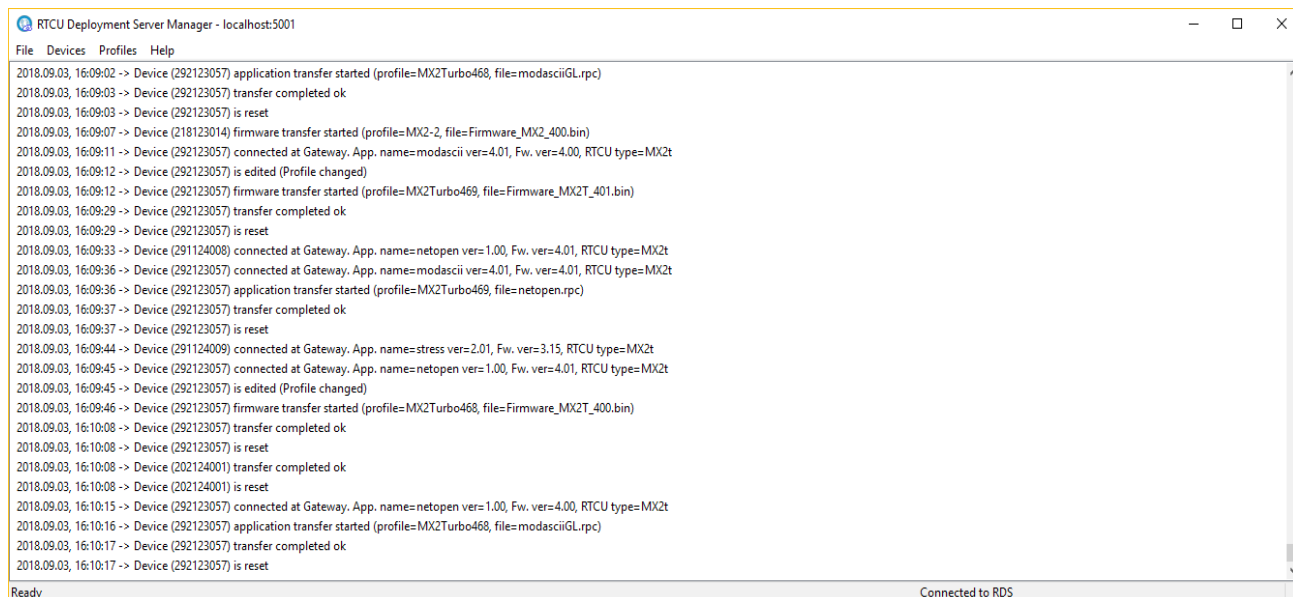 RTCU Deployment Server Manager - localhost:5001
File Devices Profiles Help
2018.09.03, 16:09:02 -> Device (292123057) application transfer started (profile=MX2Turbo468, file=modasciiGL.rpc)
2018.09.03, 16:09:03 -> Device (292123057) transfer completed ok
2018.09.03, 16:09:03 -> Device (292123057) is reset
2018.09.03, 16:09:07 -> Device (218123014) firmware transfer started (profile=MX2-2, file=Firmware_MX2_400.bin)
2018.09.03, 16:09:11 -> Device (292123057) connected at Gateway. App. name=modascii ver=4.01, Fw. ver=4.00, RTCU type=MX2t
2018.09.03, 16:09:12 -> Device (292123057) is edited (Profile changed)
2018.09.03, 16:09:12 -> Device (292123057) firmware transfer started (profile=MX2Turbo469, file=Firmware_MX2T_401.bin)
2018.09.03, 16:09:29 -> Device (292123057) transfer completed ok
2018.09.03, 16:09:29 -> Device (292123057) is reset
2018.09.03, 16:09:33 -> Device (291124008) connected at Gateway. App. name=netopen ver=1.00, Fw. ver=4.01, RTCU type=MX2t
2018.09.03, 16:09:36 -> Device (292123057) connected at Gateway. App. name=modascii ver=4.01, Fw. ver=4.01, RTCU type=MX2t
2018.09.03, 16:09:36 -> Device (292123057) application transfer started (profile=MX2Turbo469, file=netopen.rpc)
2018.09.03, 16:09:37 -> Device (292123057) transfer completed ok
2018.09.03, 16:09:37 -> Device (292123057) is reset
2018.09.03, 16:09:44 -> Device (291124009) connected at Gateway. App. name=stress ver=2.01, Fw. ver=3.15, RTCU type=MX2t
2018.09.03, 16:09:45 -> Device (292123057) connected at Gateway. App. name=netopen ver=1.00, Fw. ver=4.01, RTCU type=MX2t
2018.09.03, 16:09:45 -> Device (292123057) is edited (Profile changed)
2018.09.03, 16:09:46 -> Device (292123057) firmware transfer started (profile=MX2Turbo468, file=Firmware_MX2T_400.bin)
2018.09.03, 16:10:08 -> Device (292123057) transfer completed ok
2018.09.03, 16:10:08 -> Device (292123057) is reset
2018.09.03, 16:10:08 -> Device (202124001) transfer completed ok
2018.09.03, 16:10:08 -> Device (202124001) is reset
2018.09.03, 16:10:15 -> Device (292123057) connected at Gateway. App. name=netopen ver=1.00, Fw. ver=4.00, RTCU type=MX2t
2018.09.03, 16:10:16 -> Device (292123057) application transfer started (profile=MX2Turbo468, file=modasciiGL.rpc)
2018.09.03, 16:10:17 -> Device (292123057) transfer completed ok
2018.09.03, 16:10:17 -> Device (292123057) is reset
Ready Connected to RDS